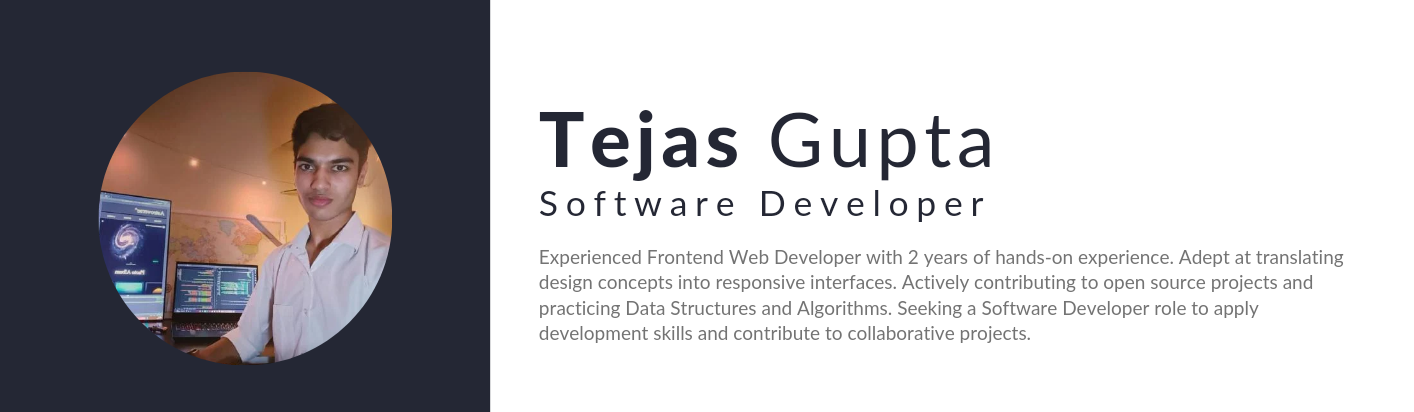 Tejas Gupta
Software Developer
Experienced Frontend Web Developer with 2 years of hands-on experience. Adept at translating
design concepts into responsive interfaces. Actively contributing to open source projects and
practicing Data Structures and Algorithms. Seeking a Software Developer role to apply
development skills and contribute to collaborative projects.